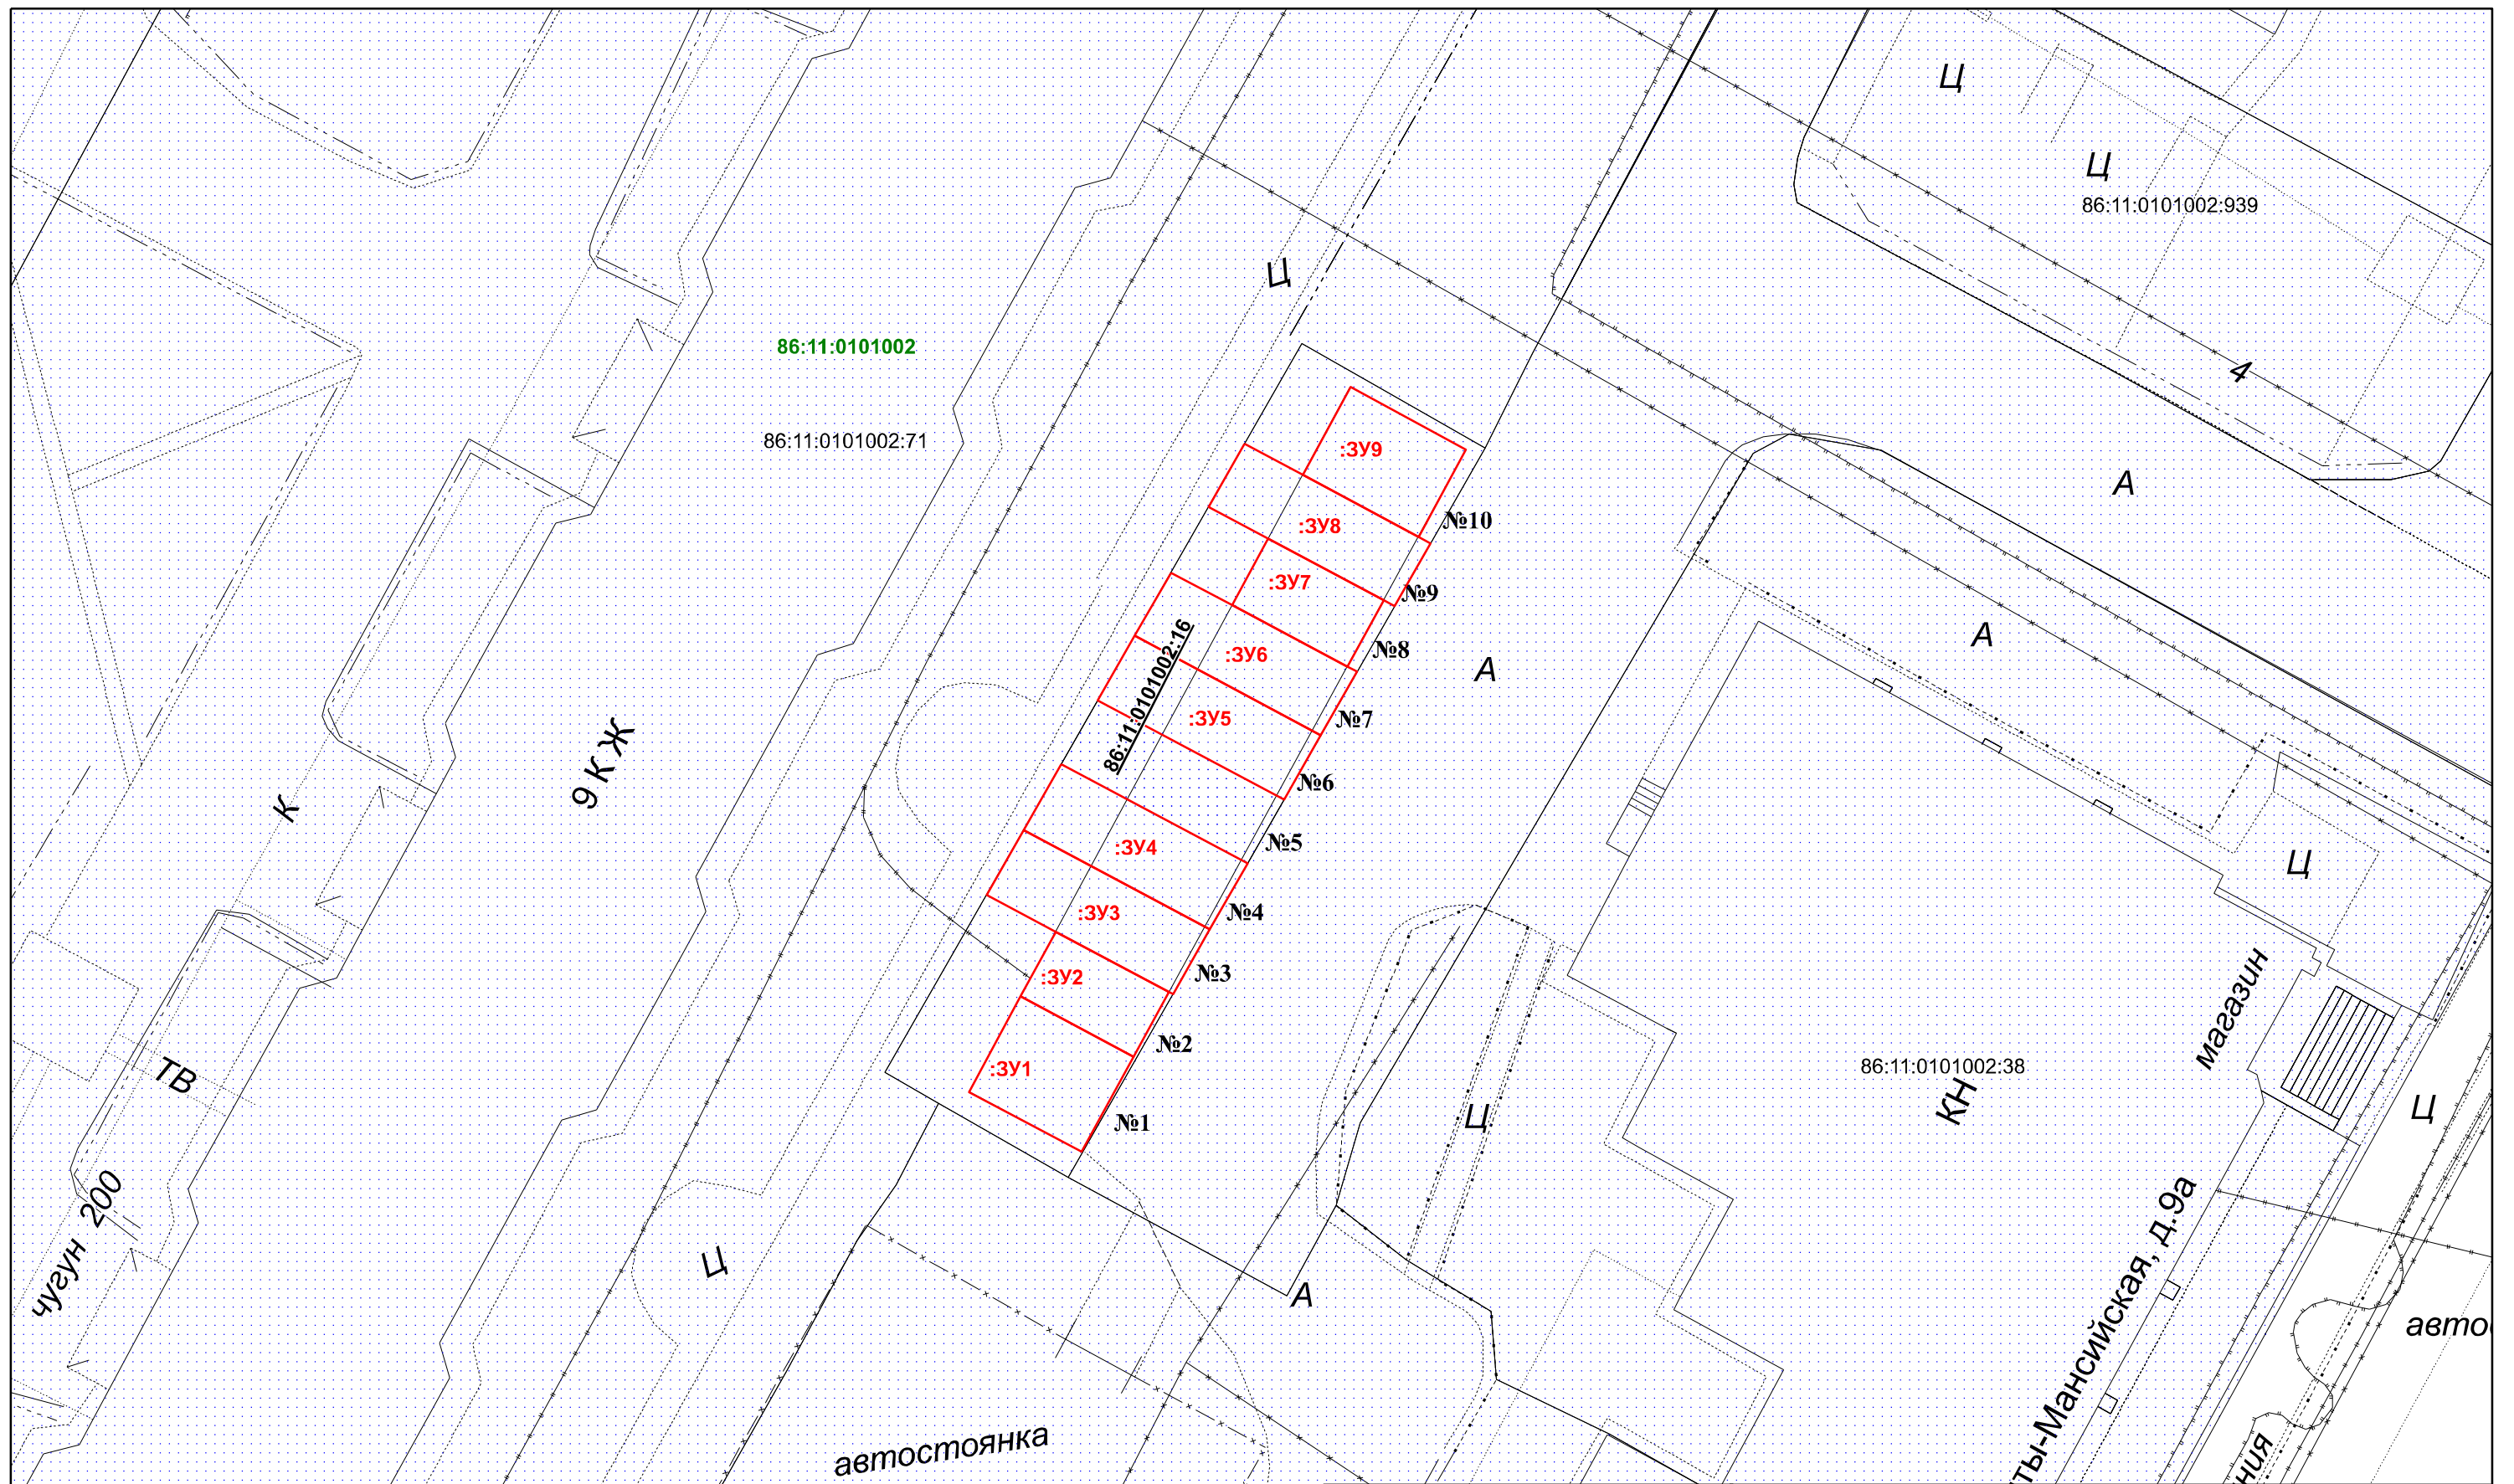 Ц
Ц
86:11:0101002:939
Ц
86:11:0101002
4
86:11:0101002:71
:ЗУ9
А
№10
:ЗУ8
:ЗУ7
№9
А
86:11:0101002:16
:ЗУ6
№8
А
:ЗУ5
№7
9 К Ж
№6
К
:ЗУ4
№5
Ц
:ЗУ3
№4
:ЗУ2
№3
магазин
№2
:ЗУ1
86:11:0101002:38
ТВ
КН
Ц
Ц
№1
чугун 200
Ц
А
ты-Мансийская, д.9а
авто
автостоянка
ния